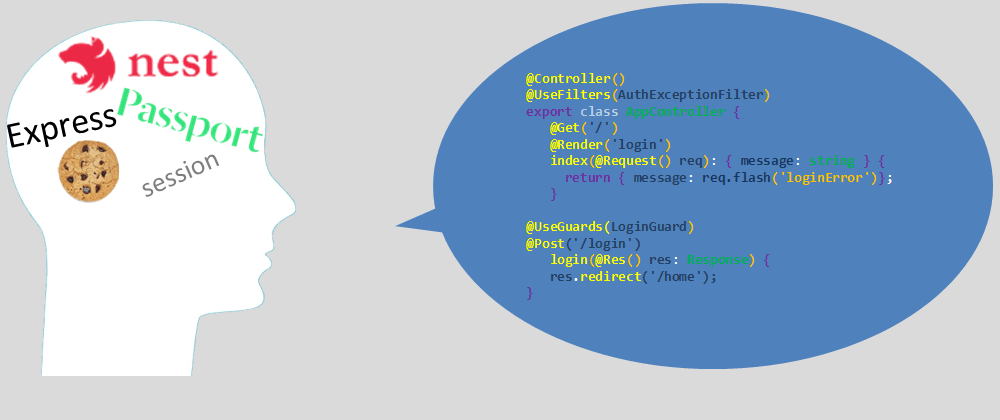 nest
Passport
Express
session
@Controller()
@UseFilters(AuthExceptionFilter)
export class AppController {
@Get('/')
@Render('login')
index(@Request() req): { message: string } {
return { message: req.flash('loginError')};
}
@UseGuards(LoginGuard)
@Post('/login')
login(@Res() res: Response) {
res.redirect('/home');
}